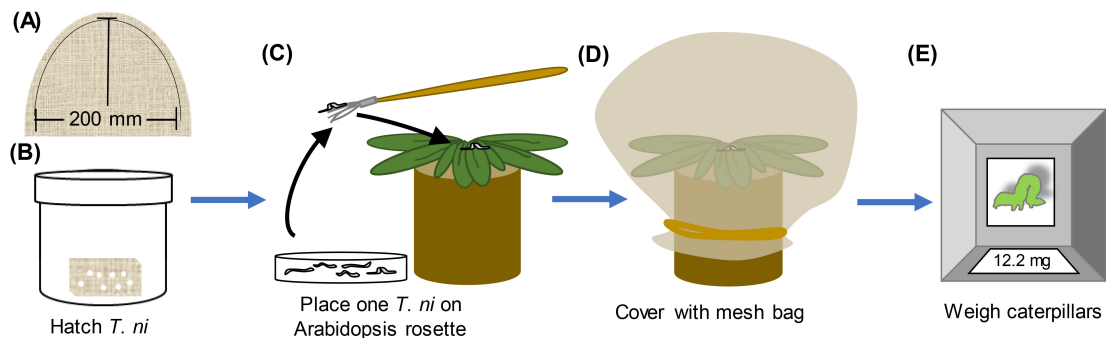 (A)
200 mm
(B)
Hatch T. ni
(C)
Place one T. ni on
Arabidopsis rosette
(D)
Cover with mesh bag
(E)
12.2 mg
Weigh caterpillars